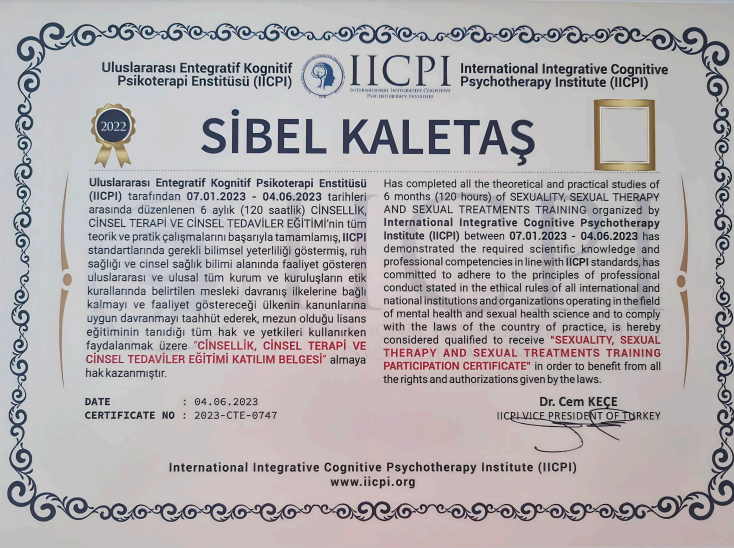 Uluslararası Entegratif Kognitif
Psikoterapi Enstitüsü (IICPI)
IICPI
INTERNATIONAL INTEGRATIVE COGNITIVE
PSYCHOTHERAPY INSTITUTE
International Integrative Cognitive
Psychotherapy Institute (IICPI)
2022
SİBEL KALETAŞ
Uluslararası Entegratif Kognitif Psikoterapi Enstitüsü
(IICPI) tarafından 07.01.2023 - 04.06.2023 tarihleri
arasında düzenlenen 6 aylık (120 saatlik) CİNSELLİK,
CİNSEL TERAPİ VE CİNSEL TEDAVİLER EĞİTİMİ'nin tüm
teorik ve pratik çalışmalarını başarıyla tamamlamış, IICPI
standartlarında gerekli bilimsel yeterliliği göstermiş, ruh
sağlığı ve cinsel sağlık bilimi alanında faaliyet gösteren
uluslararası ve ulusal tüm kurum ve kuruluşların etik
kurallarında belirtilen mesleki davranış ilkelerine bağlı
kalmayı ve faaliyet göstereceği ülkenin kanunlarına
uygun davranmayı taahhüt ederek, mezun olduğu lisans
eğitiminin tanıdığı tüm hak ve yetkileri kullanırken
faydalanmak üzere "CİNSELLİK, CİNSEL TERAPİ VE
CİNSEL TEDAVİLER EĞİTİMİ KATILIM BELGESİ" almaya
hak kazanmıştır.
Has completed all the theoretical and practical studies of
6 months (120 hours) of SEXUALITY, SEXUAL THERAPY
AND SEXUAL TREATMENTS TRAINING organized by
International Integrative Cognitive Psychotherapy
Institute (IICPI) between 07.01.2023 - 04.06.2023 has
demonstrated the required scientific knowledge and
professional competencies in line with IICPI standards, has
committed to adhere to the principles of professional
conduct stated in the ethical rules of all international and
national institutions and organizations operating in the field
of mental health and sexual health science and to comply
with the laws of the country of practice, is hereby
considered qualified to receive "SEXUALITY, SEXUAL
THERAPY AND SEXUAL TREATMENTS TRAINING
PARTICIPATION CERTIFICATE" in order to benefit from all
the rights and authorizations given by the laws.
DATE : 04.06.2023
CERTIFICATE NO : 2023-CTE-0747
Dr. Cem KEÇE
IICPI VICE PRESIDENT OF TURKEY
International Integrative Cognitive Psychotherapy Institute (IICPI)
www.iicpi.org